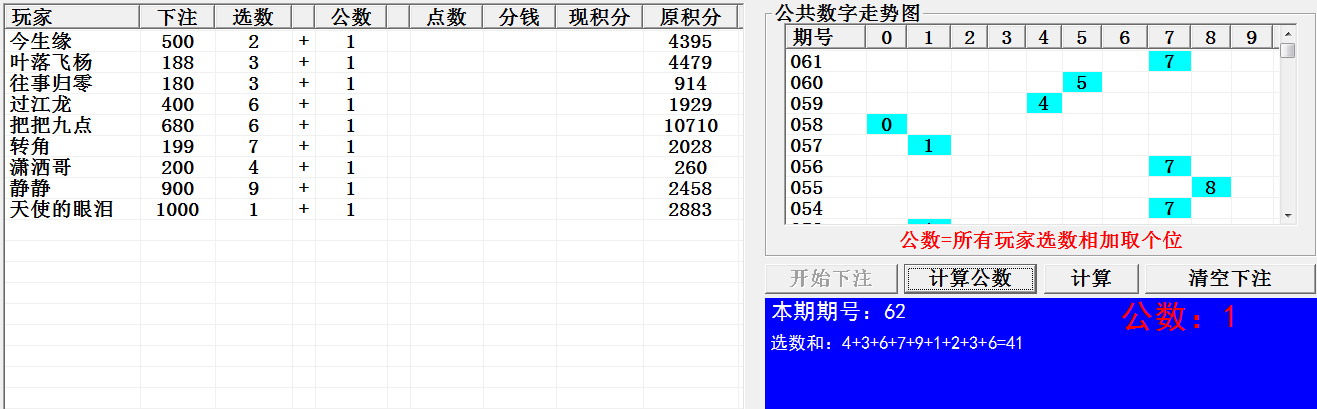 玩家 下注 选数 公数 点数 分钱 现积分 原积分
今生缘 500 2 + 1 4395
叶落飞杨 188 3 + 1 4479
往事归零 180 3 + 1 914
过江龙 400 6 + 1 1929
把把九点 680 6 + 1 10710
转角 199 7 + 1 2028
潇洒哥 200 4 + 1 260
静静 900 9 + 1 2458
天使的眼泪 1000 1 + 1 2883
公共数字走势图
期号 0 1 2 3 4 5 6 7 8 9
061 7
060 5
059 4
058 0
057 1
056 7
055 8
054 7
公数=所有玩家选数相加取个位
开始下注 计算公数 计算 清空下注
本期期号：62 公数：1
选数和：4+3+6+7+9+1+2+3+6=41